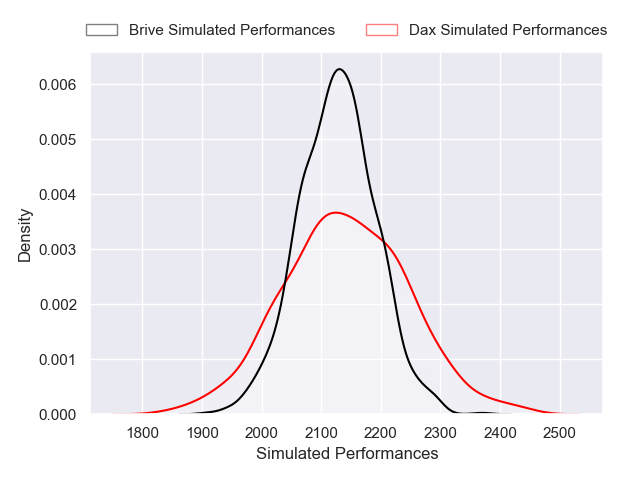 Brive Simulated Performances
Dax Simulated Performances
0.006
0.005
0.004
0.003
0.002
0.001
0.000
Density
1800 1900 2000 2100 2200 2300 2400 2500
Simulated Performances